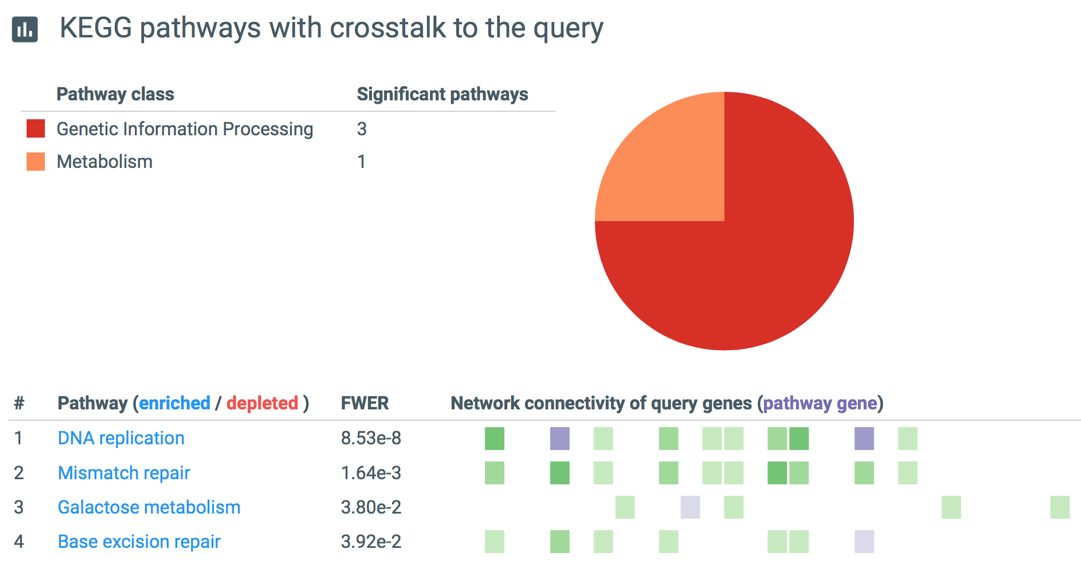 KEGG pathways with crosstalk to the query
Pathway class Significant pathways
Genetic Information Processing 3
Metabolism 1
# Pathway (enriched / depleted ) FWER Network connectivity of query genes (pathway gene)
1 DNA replication 8.53e-8
2 Mismatch repair 1.64e-3
3 Galactose metabolism 3.80e-2
4 Base excision repair 3.92e-2